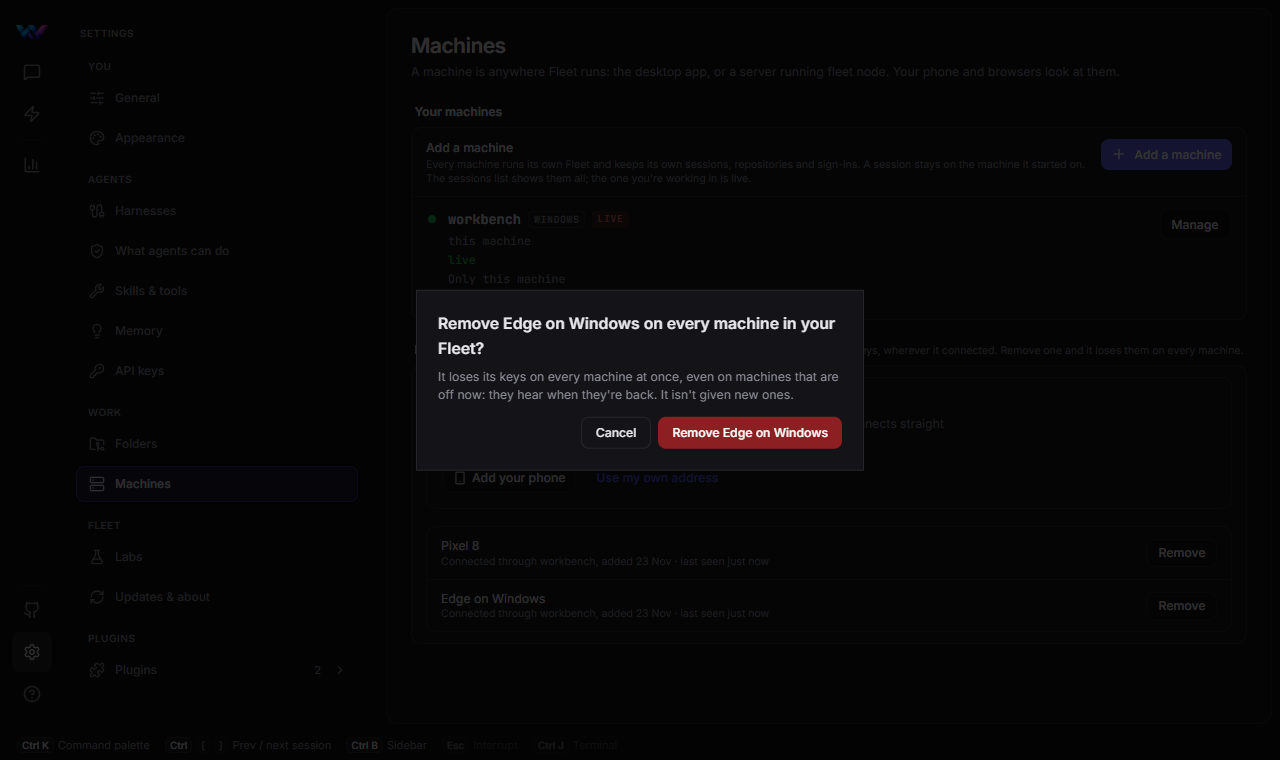 SETTINGS
YOU
General
Appearance
AGENTS
Harnesses
What agents can do
Skills & tools
Memory
API keys
WORK
Folders
Machines
FLEET
Labs
Updates & about
PLUGINS
Plugins 2
Machines
A machine is anywhere Fleet runs: the desktop app, or a server running fleet node. Your phone and browsers look at them.
Your machines
Add a machine
Every machine runs its own Fleet and keeps its own sessions, repositories and sign-ins. A session stays on the machine it started on.
The sessions list shows them all; the one you're working in is live.
Add a machine
workbench WINDOWS LIVE
Manage
this machine
live
Only this machine
wherever it connected. Remove one and it loses them on every machine.
Remove Edge on Windows on every machine in your
Fleet?
It loses its keys on every machine at once, even on machines that are
off now: they hear when they're back. It isn't given new ones.
Cancel
Remove Edge on Windows
straight
Add your phone
Use my own address
Pixel 8
Connected through workbench, added 23 Nov · last seen just now
Remove
Edge on Windows
Connected through workbench, added 23 Nov · last seen just now
Remove
Ctrl K Command palette Ctrl [ ] Prev / next session Ctrl B Sidebar Esc Interrupt Ctrl J Terminal